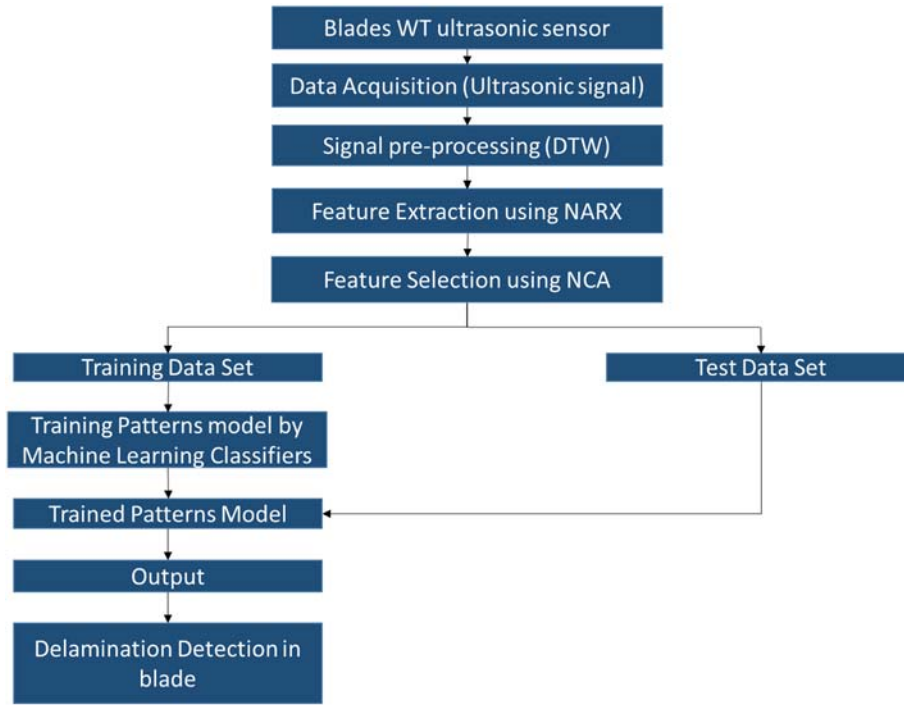 Blades WT ultrasonic sensor
Data Acquisition (Ultrasonic signal)
Signal pre-processing (DTW)
Feature Extraction using NARX
Feature Selection using NCA
Training Data Set
Test Data Set
Training Patterns model by
Machine Learning Classifiers
Trained Patterns Model
Output
Delamination Detection in
blade